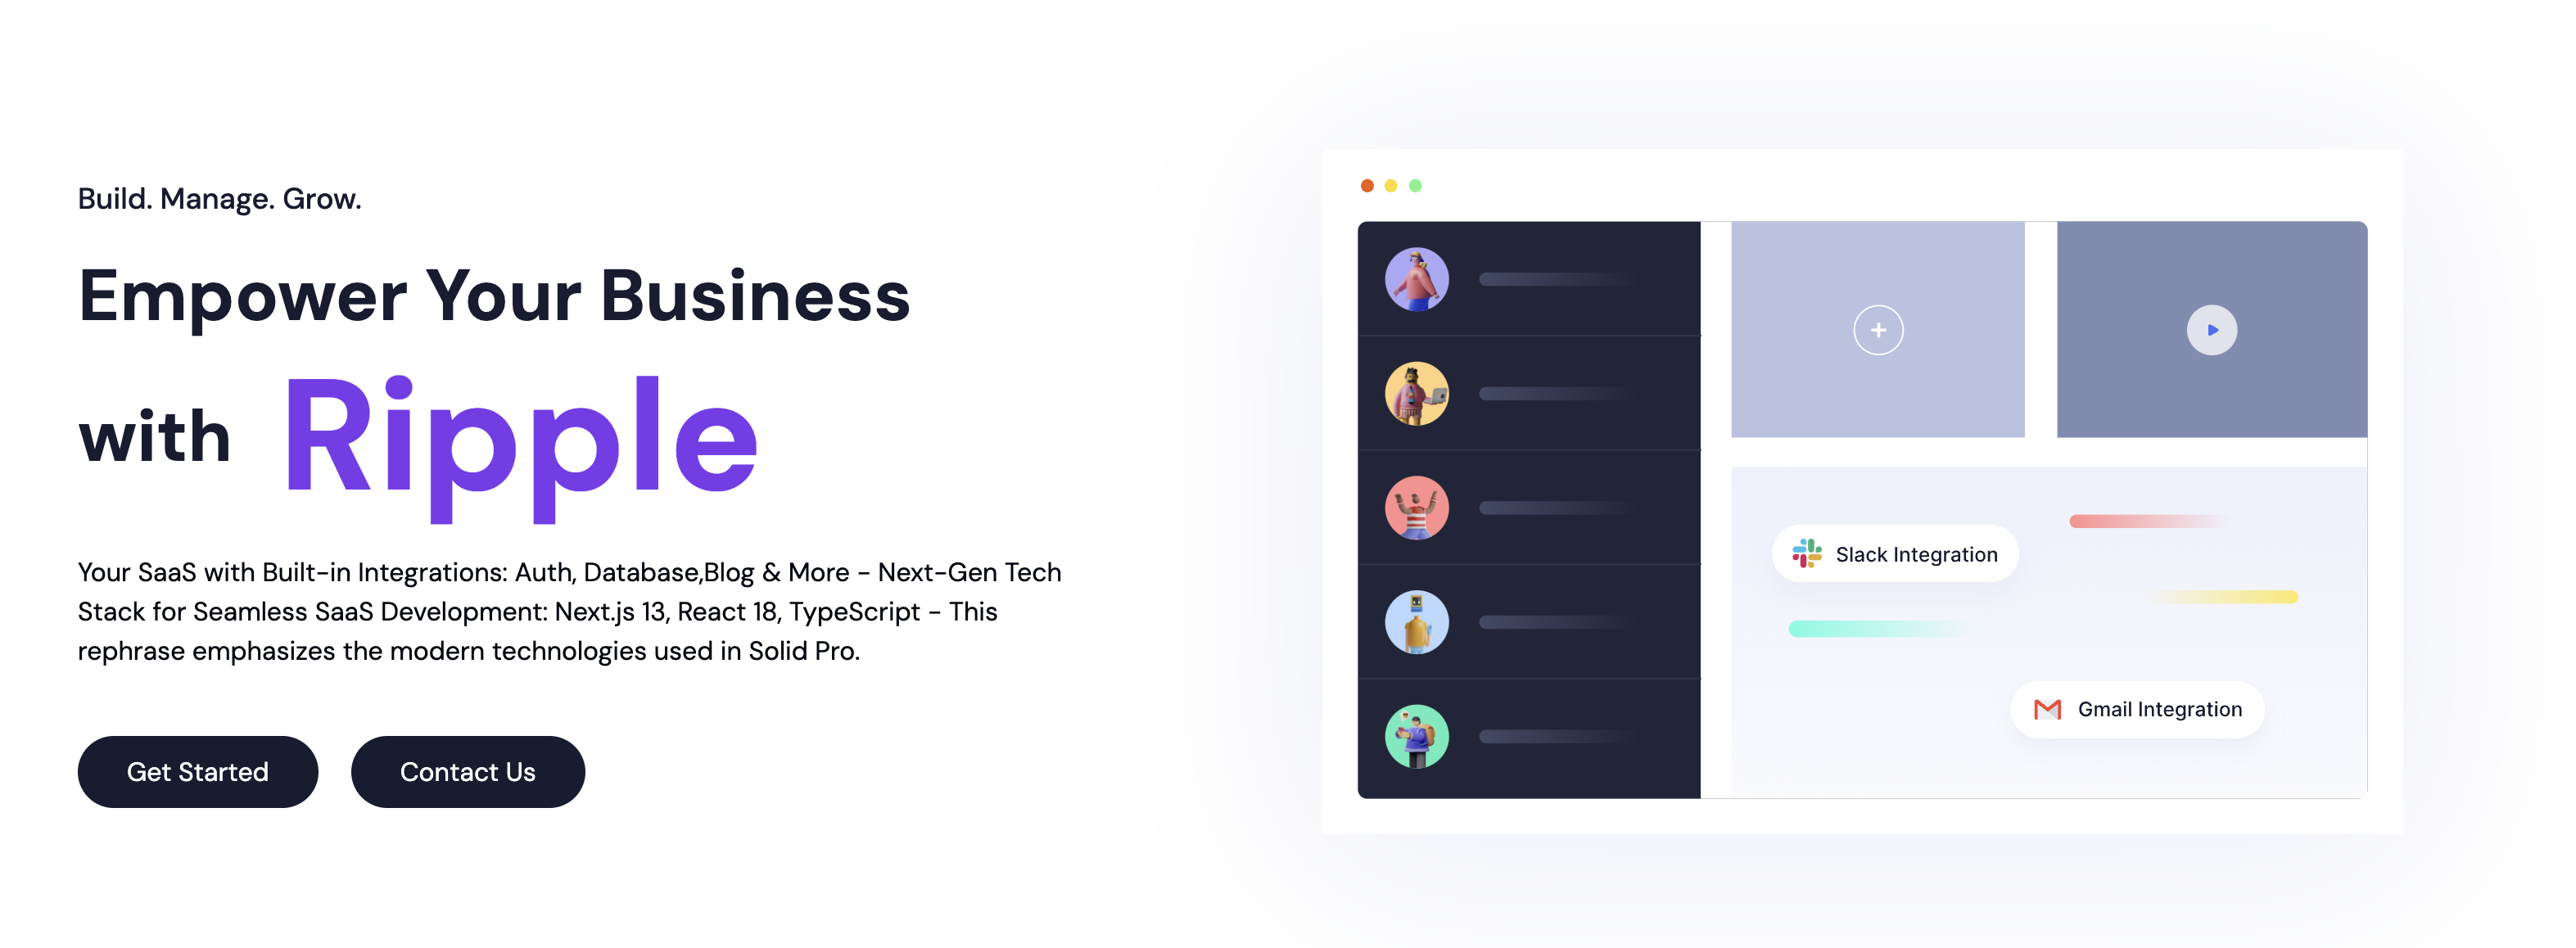 Build. Manage. Grow.
Empower Your Business
with Ripple
Your SaaS with Built-in Integrations: Auth, Database,Blog & More - Next-Gen Tech
Stack for Seamless SaaS Development: Next.js 13, React 18, TypeScript - This
rephrase emphasizes the modern technologies used in Solid Pro.
Get Started
Contact Us
Slack Integration
Gmail Integration